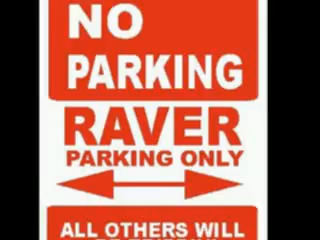 NO
PARKING
RAVER
PARKING ONLY
ALL OTHERS WILL